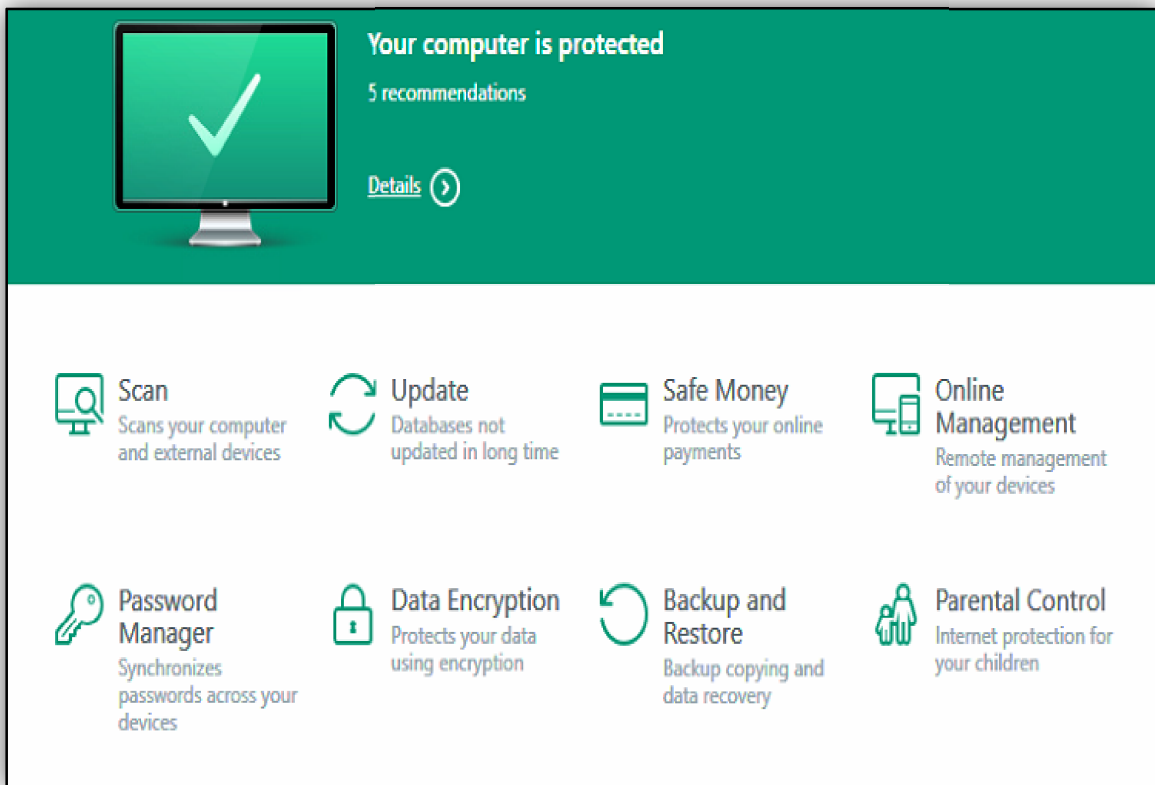 Your computer is protected
5 recommendations
Details
Scan
Scans your computer
and external devices
Update
Databases not
updated in long time
Safe Money
Protects your online
payments
Online
Management
Remote management
of your devices
Password
Manager
Synchronizes
passwords across your
devices
Data Encryption
Protects your data
using encryption
Backup and
Restore
Backup copying and
data recovery
Parental Control
Internet protection for
your children